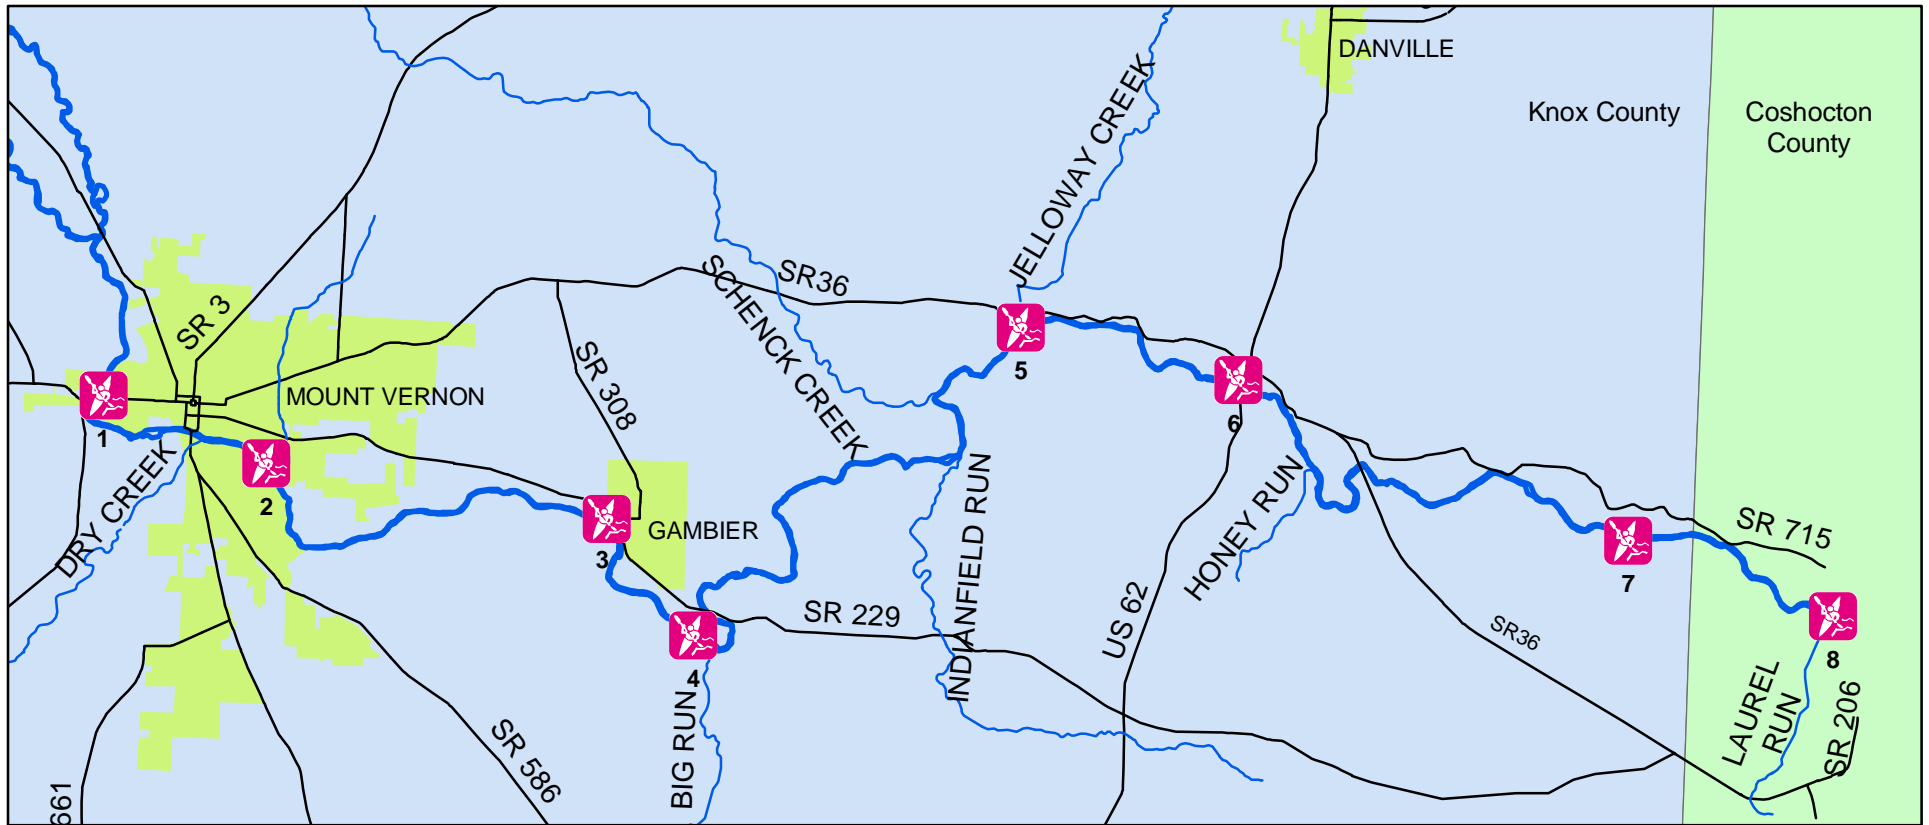 DANVILLE
Knox County
Coshocton
County
JELLOWAY CREEK
SR36
SCHENCK CREEK
SR 3
SR 308
5
MOUNT VERNON
6
1
DRY CREEK
2
GAMBIER
3
INDIANFIELD RUN
HONEY RUN
SR 715
7
US 62
SR 229
SR36
4
8
BIG RUN
LAUREL
RUN
SR 206
SR 586
661